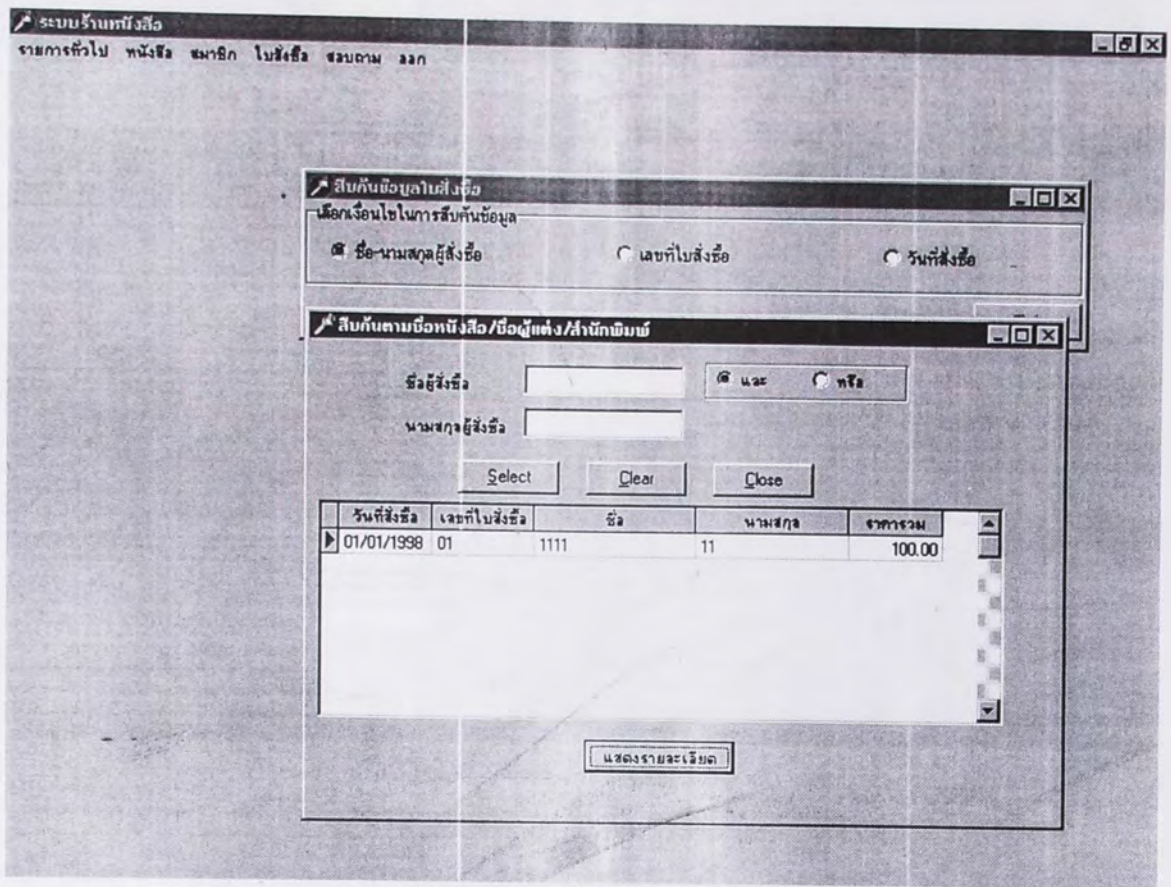 ระบบร้านหนังสือ
รายการทั่วไป หนังสือ สมาชิก ใบสั่งซื้อ สอบถาม ออก
สืบค้นข้อมูลใบสั่งซื้อ
เลือกเงื่อนไขในการสืบค้นข้อมูล
ชื่อ-นามสกุลผู้สั่งซื้อ เลขที่ใบสั่งซื้อ วันที่สั่งซื้อ
สืบค้นตามชื่อหนังสือ/ชื่อผู้แต่ง/สำนักพิมพ์
ชื่อผู้สั่งซื้อ และ หรือ
นามสกุลผู้สั่งซื้อ
Select Clear Close
วันที่สั่งซื้อ เลขที่ใบสั่งซื้อ ชื่อ นามสกุล ราคารวม
01/01/1998 01 1111 11 100.00
แสดงรายละเอียด